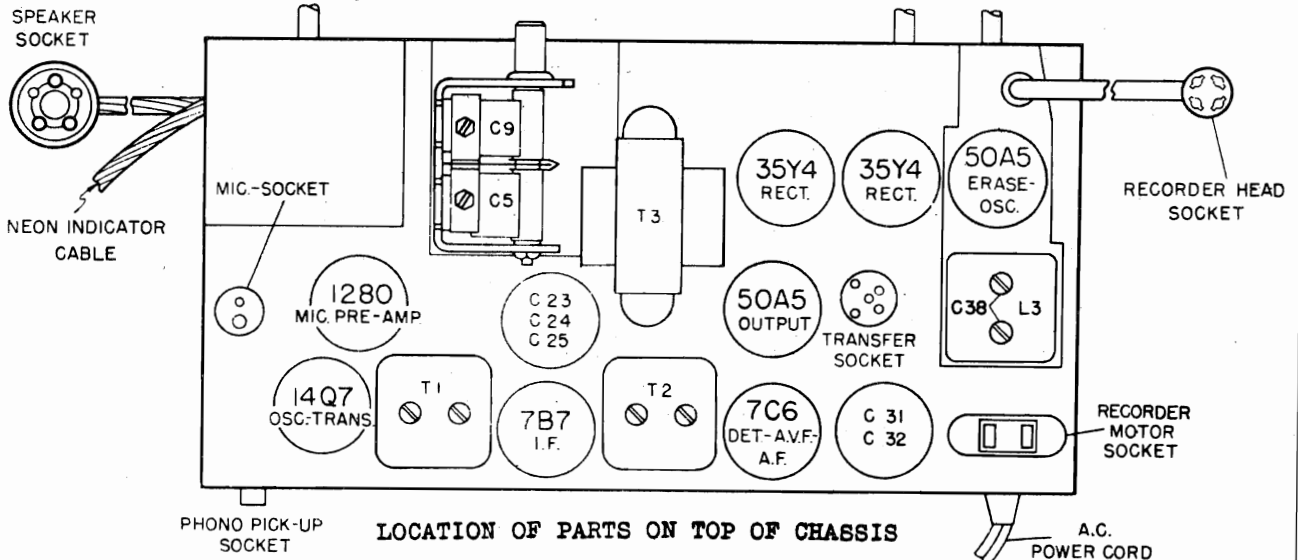 SPEAKER
SOCKET
NEON INDICATOR
CABLE
MIC.-SOCKET
C9
C5
T3
35Y4
RECT.
35Y4
RECT.
50A5
ERASE-
OSC.
RECORDER HEAD
SOCKET
1280
MIC. PRE-AMP.
C 23
C 24
C 25
50A5
OUTPUT
TRANSFER
SOCKET
C38
L3
14Q7
OSC.-TRANS.
T1
7B7
I.F.
T2
7C6
DET.-A.V.F.-
A.F.
C 31
C 32
RECORDER
MOTOR
SOCKET
PHONO PICK-UP
SOCKET
LOCATION OF PARTS ON TOP OF CHASSIS
A.C.
POWER CORD